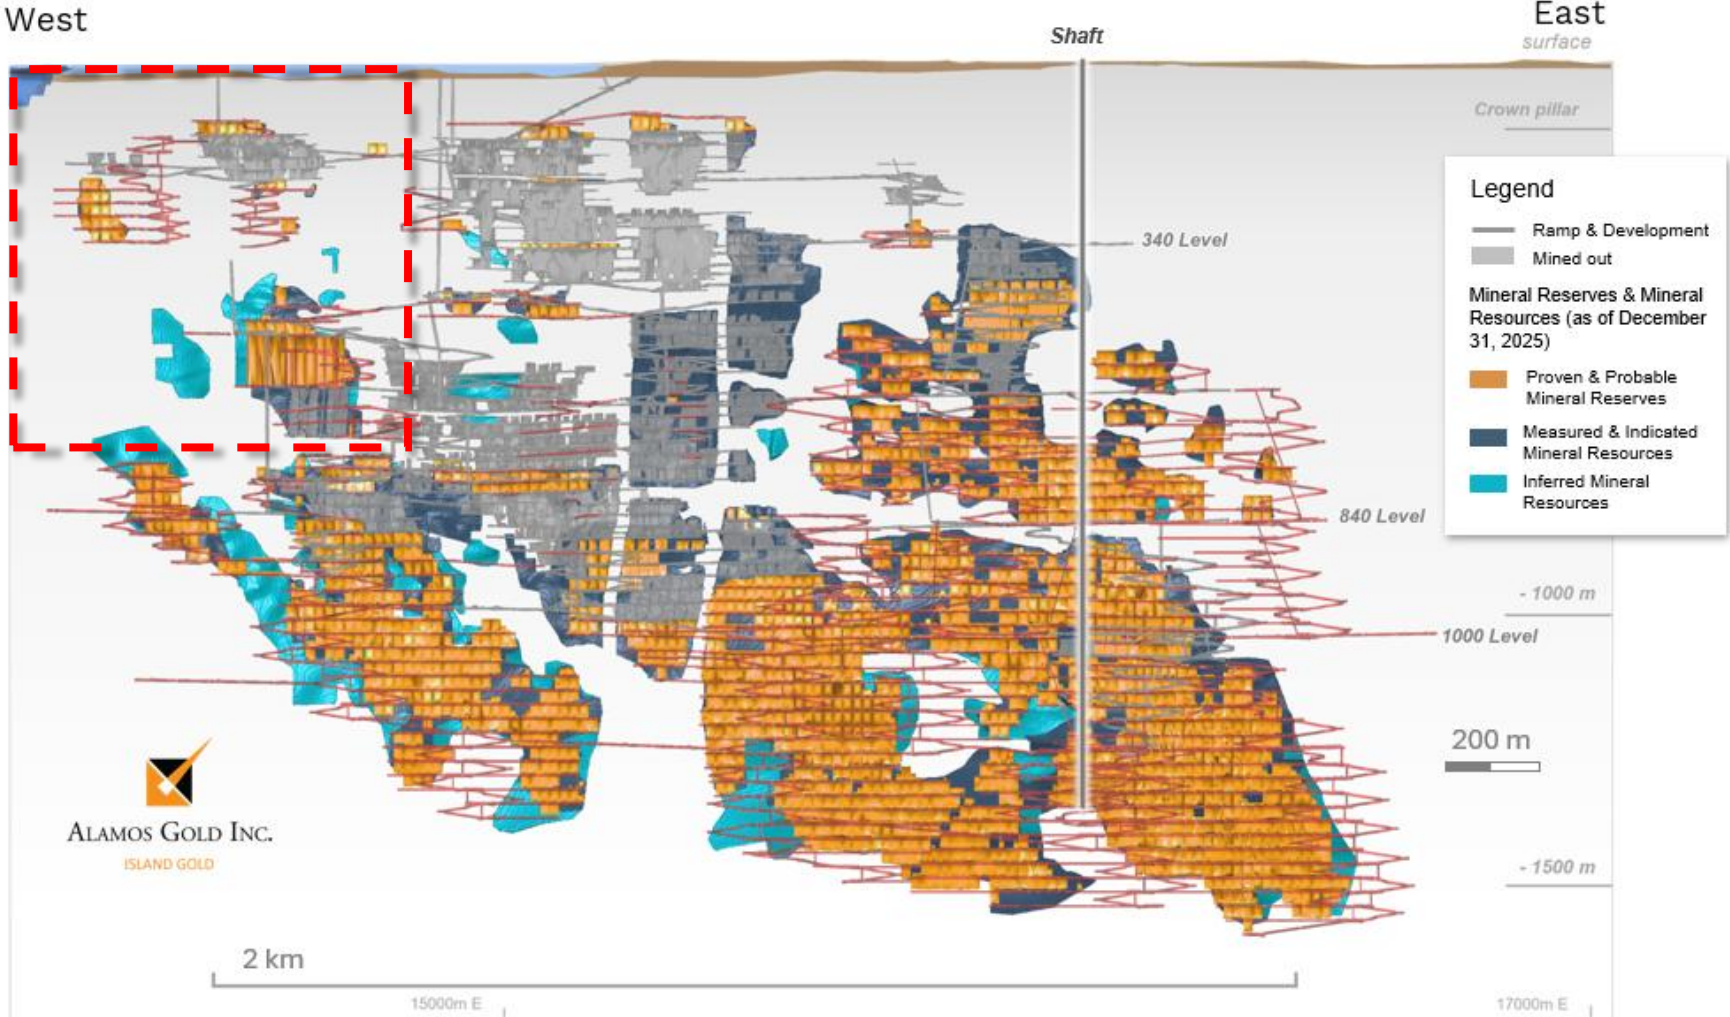 West
East
surface
Shaft
Crown pillar
Legend
Ramp & Development
Mined out
Mineral Reserves & Mineral
Resources (as of December
31, 2025)
Proven & Probable
Mineral Reserves
Measured & Indicated
Mineral Resources
Inferred Mineral
Resources
340 Level
840 Level
- 1000 m
1000 Level
200 m
ALAMOS GOLD INC.
ISLAND GOLD
- 1500 m
2 km
15000m E
17000m E